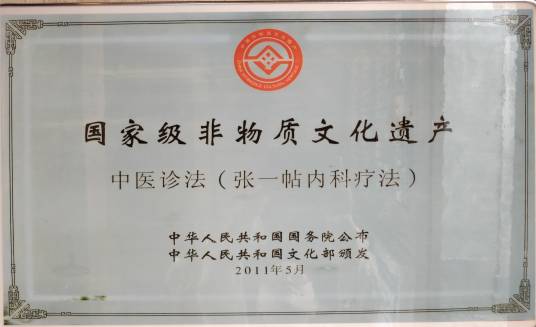 国家级非物质文化遗产
中医诊法（张一帖内科疗法）
中华人民共和国国务院公布
中华人民共和国文化部颁发
2011年5月